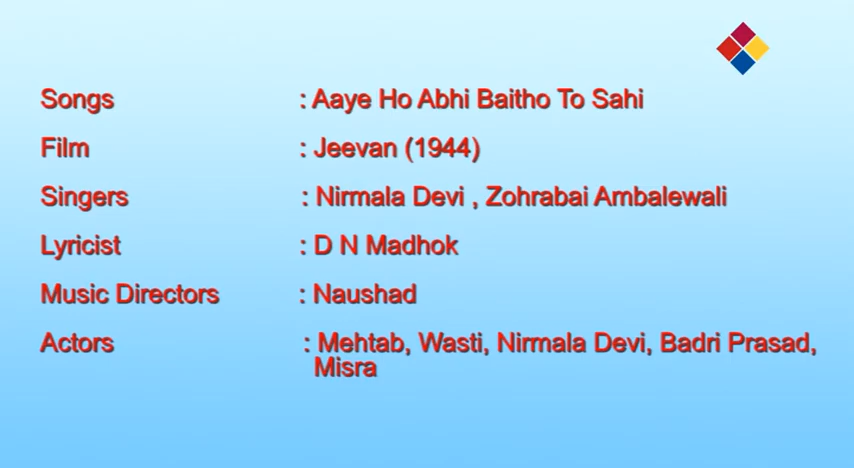 Songs : Aaye Ho Abhi Baitho To Sahi
Film : Jeevan (1944)
Singers : Nirmala Devi , Zohrabai Ambalewali
Lyricist : D N Madhok
Music Directors : Naushad
Actors : Mehtab, Wasti, Nirmala Devi, Badri Prasad,
Misra